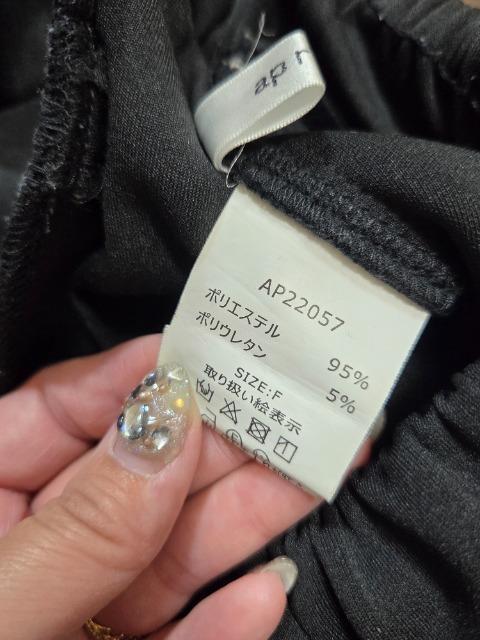 ap r
AP22057
ポリエステル 95%
ポリウレタン 5%
SIZE:F
取り扱い絵表示